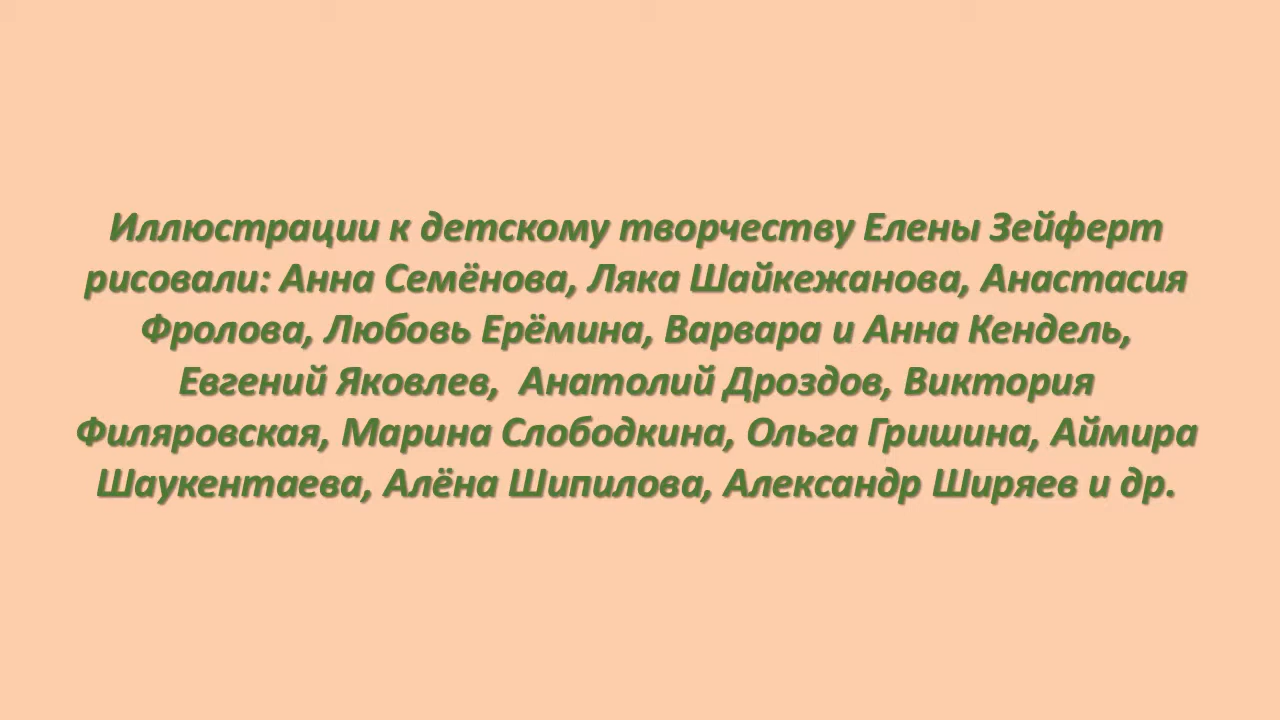 Иллюстрации к детскому творчеству Елены Зейферт
рисовали: Анна Семёнова, Ляка Шайкежанова, Анастасия
Фролова, Любовь Ерёмина, Варвара и Анна Кендель,
Евгений Яковлев,  Анатолий Дроздов, Виктория
Филяровская, Марина Слободкина, Ольга Гришина, Аймира
Шаукентаева, Алёна Шипилова, Александр Ширяев и др.